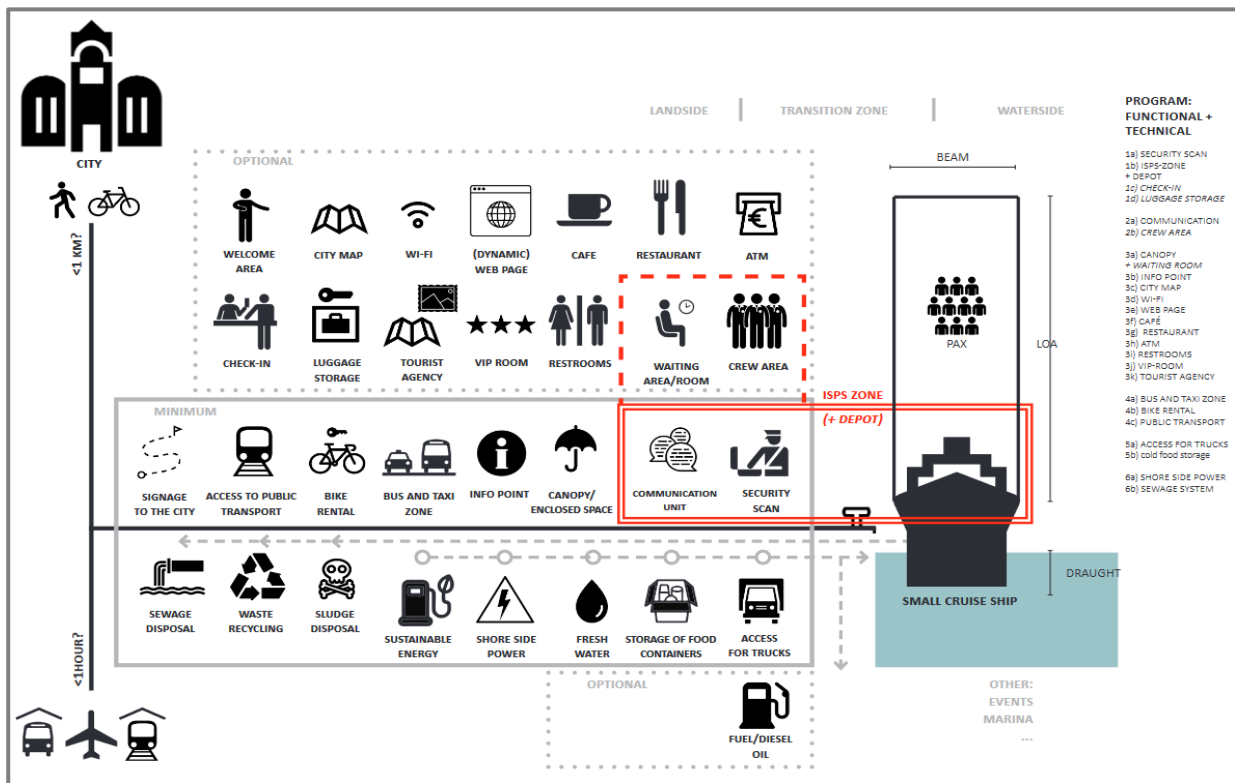 CITY
<1 KM?
<1HOUR?
LANDSIDE
TRANSITION ZONE
WATERSIDE
OPTIONAL
WELCOME
AREA
CITY MAP
WI-FI
(DYNAMIC)
WEB PAGE
CAFE
RESTAURANT
ATM
CHECK-IN
LUGGAGE
STORAGE
TOURIST
AGENCY
VIP ROOM
RESTROOMS
WAITING
AREA/ROOM
CREW AREA
ISPS ZONE
(+ DEPOT)
MINIMUM
SIGNAGE
TO THE CITY
ACCESS TO PUBLIC
TRANSPORT
BIKE
RENTAL
BUS AND TAXI
ZONE
INFO POINT
CANOPY/
ENCLOSED SPACE
COMMUNICATION
UNIT
SECURITY
SCAN
SEWAGE
DISPOSAL
WASTE
RECYCLING
SLUDGE
DISPOSAL
SUSTAINABLE
ENERGY
SHORE SIDE
POWER
FRESH
WATER
STORAGE OF FOOD
CONTAINERS
ACCESS
FOR TRUCKS
OPTIONAL
FUEL/DIESEL
OIL
BEAM
PAX
LOA
DRAUGHT
SMALL CRUISE SHIP
OTHER:
EVENTS
MARINA
...
PROGRAM:
FUNCTIONAL +
TECHNICAL
1a) SECURITY SCAN
1b) ISPS-ZONE
+ DEPOT
1c) CHECK-IN
1d) LUGGAGE STORAGE
2a) COMMUNICATION
2b) CREW AREA
3a) CANOPY
+ WAITING ROOM
3b) INFO POINT
3c) CITY MAP
3d) WI-FI
3e) WEB PAGE
3f) CAFÉ
3g) RESTAURANT
3h) ATM
3i) RESTROOMS
3j) VIP-ROOM
3k) TOURIST AGENCY
4a) BUS AND TAXI ZONE
4b) BIKE RENTAL
4c) PUBLIC TRANSPORT
5a) ACCESS FOR TRUCKS
5b) cold food storage
6a) SHORE SIDE POWER
6b) SEWAGE SYSTEM